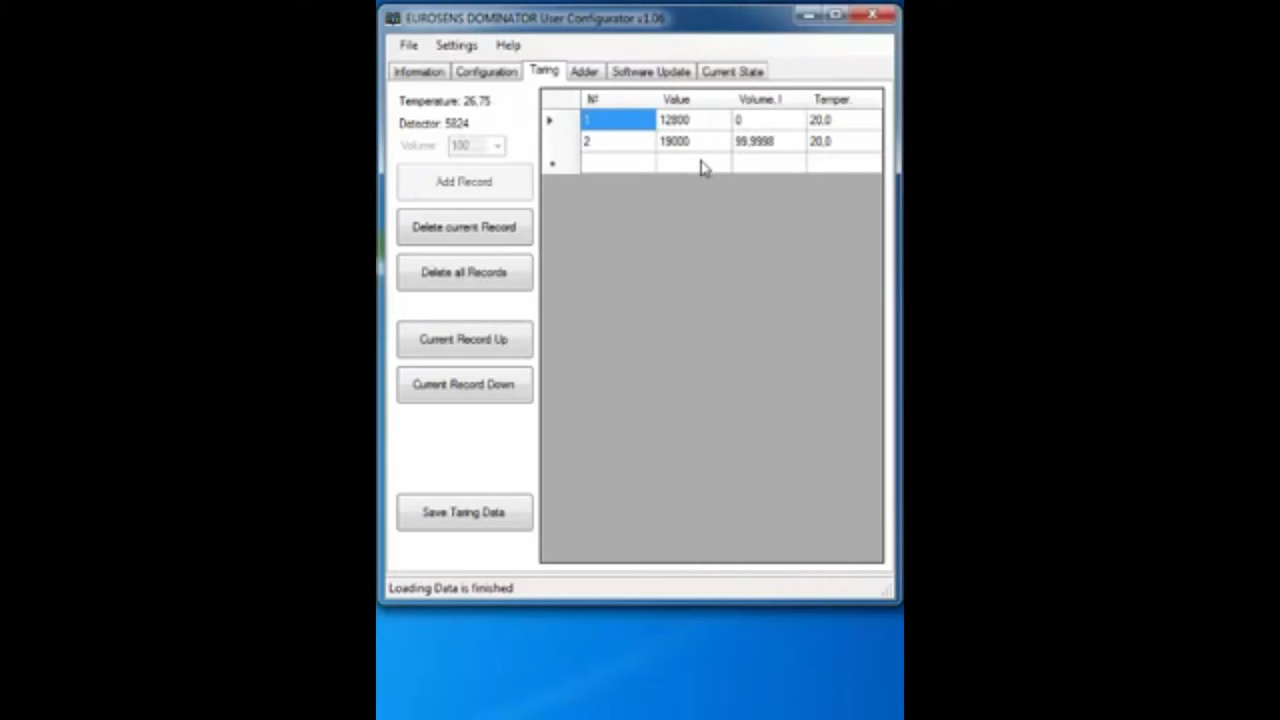 EUROSENS DOMINATOR User Configurator v1.06
File Settings Help
Information Configuration Taring Adder Software Update Current State
Temperature: 26,75
Detector: 5824
Volume: 100
Add Record
Delete current Record
Delete all Records
Current Record Up
Current Record Down
Save Taring Data
№ Value Volume, l Temper.
1 12800 0 20,0
2 19000 99,9998 20,0
Loading Data is finished